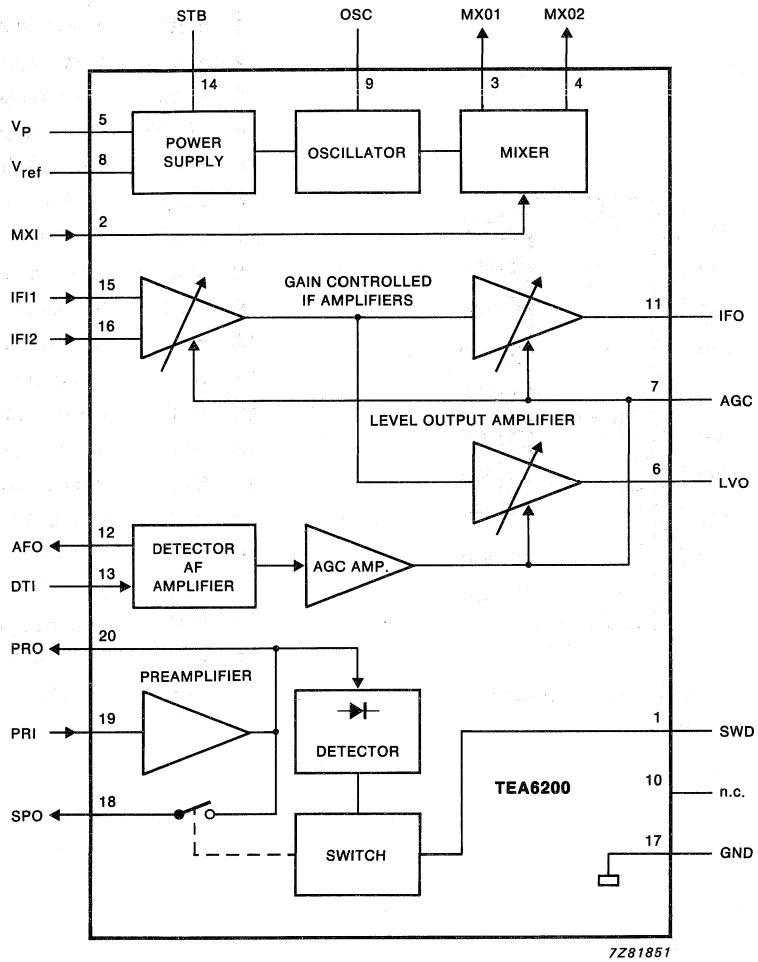 STB
OSC
MX01
MX02
14
9
3
4
VP
5
POWER
SUPPLY
OSCILLATOR
MIXER
Vref
8
MXI
2
IFI1
15
GAIN CONTROLLED
IF AMPLIFIERS
11
IFO
IFI2
16
7
AGC
LEVEL OUTPUT AMPLIFIER
6
LVO
AFO
12
DETECTOR
AF
AMPLIFIER
AGC AMP.
DTI
13
PRO
20
PREAMPLIFIER
PRI
19
DETECTOR
1
SWD
TEA6200
10
n.c.
SPO
18
SWITCH
17
GND
7Z81851